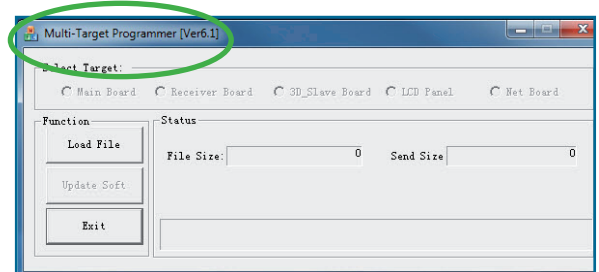 Multi-Target Programmer [Ver6.1]
Select Target:
Main Board Receiver Board 3D_Slave Board LCD Panel Net Board
Function
Status
Load File
File Size: 0 Send Size 0
Update Soft
Exit